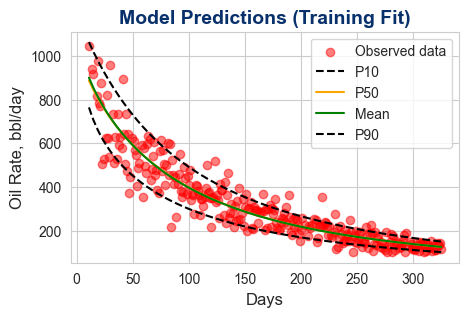 Model Predictions (Training Fit)
Oil Rate, bbl/day
1000
800
600
400
200
Observed data
P10
P50
Mean
P90
0 50 100 150 200 250 300
Days